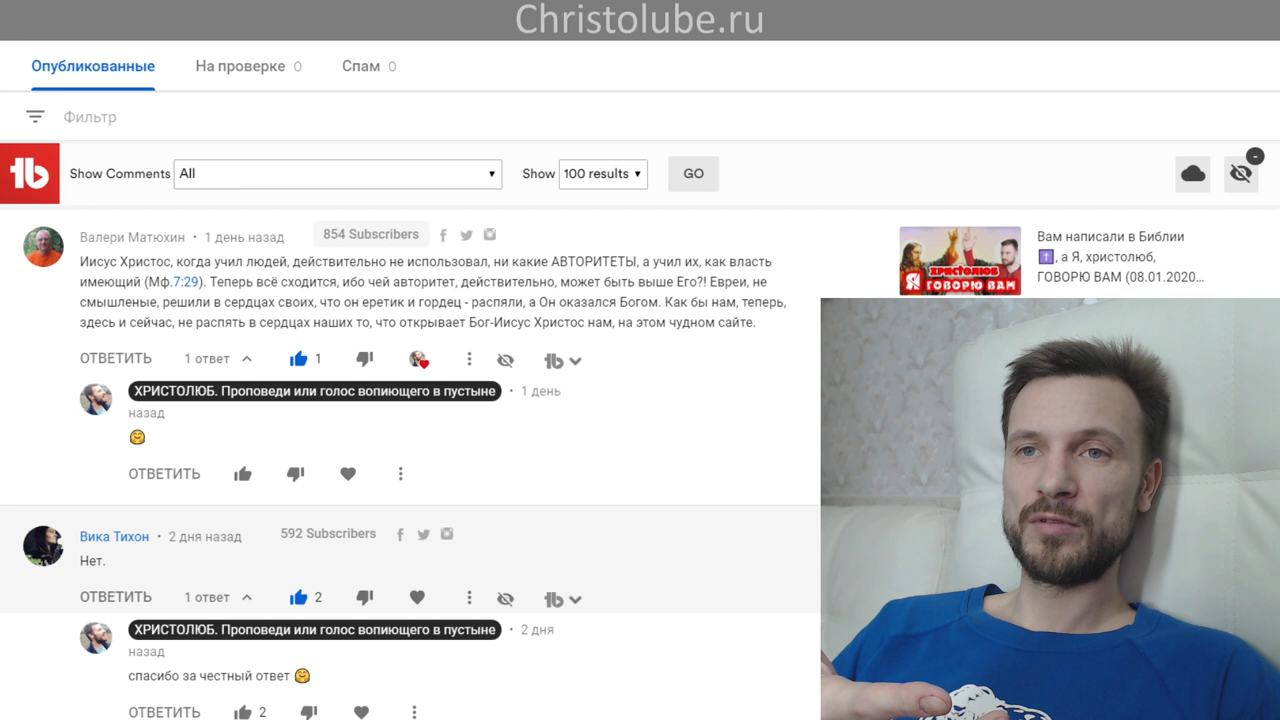 Christolube.ru
Опубликованные
На проверке 0
Спам 0
Фильтр
tb
Show Comments All
Show 100 results
GO
-
Валери Матюхин • 1 день назад
854 Subscribers
Иисус Христос, когда учил людей, действительно не использовал, ни какие АВТОРИТЕТЫ, а учил их, как власть
имеющий (Мф.7:29). Теперь всё сходится, ибо чей авторитет, действительно, может быть выше Его?! Евреи, не
смышленые, решили в сердцах своих, что он еретик и гордец - распяли, а Он оказался Богом. Как бы нам, теперь,
здесь и сейчас, не распять в сердцах наших то, что открывает Бог-Иисус Христос нам, на этом чудном сайте.
ОТВЕТИТЬ 1 ответ 1 tb
ХРИСТОЛЮБ. Проповеди или голос вопиющего в пустыне • 1 день
назад
🤗
ОТВЕТИТЬ
ХРИСТОЛЮБ
Я ГОВОРЮ ВАМ
Вам написали в Библии
✝️, а Я, христолюб,
ГОВОРЮ ВАМ (08.01.2020...
Вика Тихон • 2 дня назад
592 Subscribers
Нет.
ОТВЕТИТЬ 1 ответ 2 tb
ХРИСТОЛЮБ. Проповеди или голос вопиющего в пустыне • 2 дня
назад
спасибо за честный ответ 🤗
ОТВЕТИТЬ 2